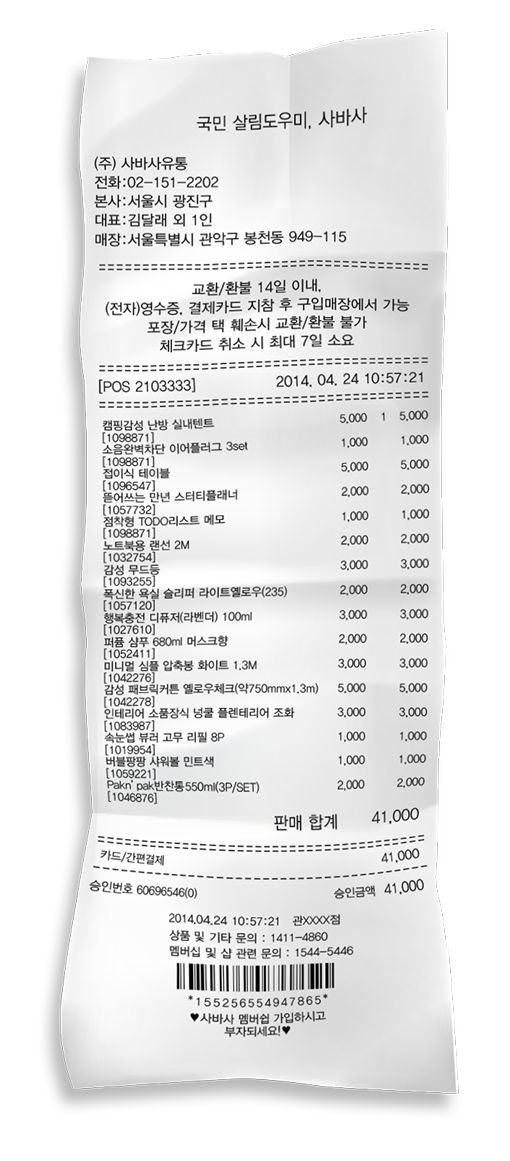 국민 살림도우미, 사바사
(주) 사바사유통
전화:02-151-2202
본사:서울시 광진구
대표:김달래 외 1인
매장:서울특별시 관악구 봉천동 949-115
교환/환불 14일 이내,
(전자)영수증, 결제카드 지참 후 구입매장에서 가능
포장/가격 택 훼손시 교환/환불 불가
체크카드 취소 시 최대 7일 소요
[POS 2103333] 2014. 04. 24 10:57:21
캠핑감성 난방 실내텐트 5,000 1 5,000
[1098871]
소음완벽차단 이어플러그 3set 1,000 1,000
[1098871]
접이식 테이블 5,000 5,000
[1096547]
뜯어쓰는 만년 스터티플래너 2,000 2,000
[1057732]
점착형 TODO리스트 메모 1,000 1,000
[1098871]
노트북용 랜선 2M 2,000 2,000
[1032754]
감성 무드등 3,000 3,000
[1093255]
폭신한 욕실 슬리퍼 라이트옐로우(235) 2,000 2,000
[1057120]
행복충전 디퓨저(라벤더) 100ml 3,000 3,000
[1027610]
퍼퓸 샴푸 680ml 머스크향 2,000 2,000
[1052411]
미니멀 심플 압축봉 화이트 1.3M 3,000 3,000
[1042276]
감성 패브릭커튼 옐로우체크(약750mmx1.3m) 5,000 5,000
[1042278]
인테리어 소품장식 넝쿨 플렌테리어 조화 3,000 3,000
[1083987]
속눈썹 뷰러 고무 리필 8P 1,000 1,000
[1019954]
버블팡팡 샤워볼 민트색 1,000 1,000
[1059221]
Pakn' pak반찬통550ml(3P/SET) 2,000 2,000
[1046876]
판매 합계 41,000
카드/간편결제 41,000
승인번호 60696546(0) 승인금액 41,000
2014.04.24 10:57:21 관XXXX점
상품 및 기타 문의 : 1411-4860
멤버십 및 샵 관련 문의 : 1544-5446
*155256554947865*
♥사바사 멤버쉽 가입하시고
부자되세요!♥